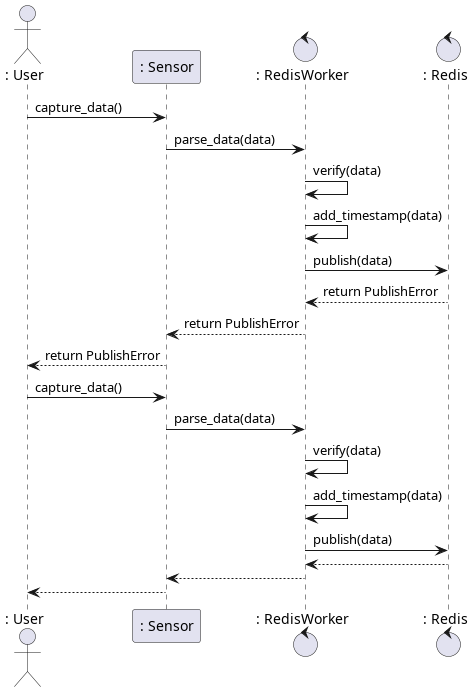 : User
: Sensor
: RedisWorker
: Redis
capture_data()
parse_data(data)
verify(data)
add_timestamp(data)
publish(data)
return PublishError
return PublishError
return PublishError
capture_data()
parse_data(data)
verify(data)
add_timestamp(data)
publish(data)
: User
: Sensor
: RedisWorker
: Redis